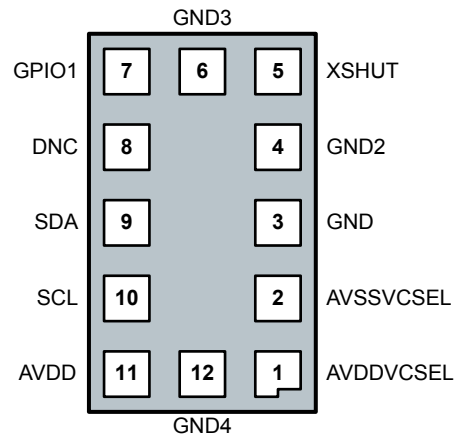 GND3
GPIO1 7 6 5 XSHUT
DNC 8 4 GND2
SDA 9 3 GND
SCL 10 2 AVSSVCSEL
AVDD 11 12 1 AVDDVCSEL
GND4